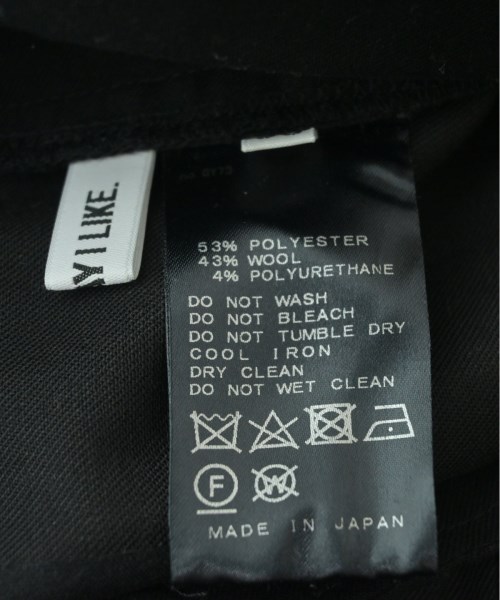 Y I LIKE.
53% POLYESTER
43% WOOL
4% POLYURETHANE
DO NOT WASH
DO NOT BLEACH
DO NOT TUMBLE DRY
COOL IRON
DRY CLEAN
DO NOT WET CLEAN
F W
MADE IN JAPAN